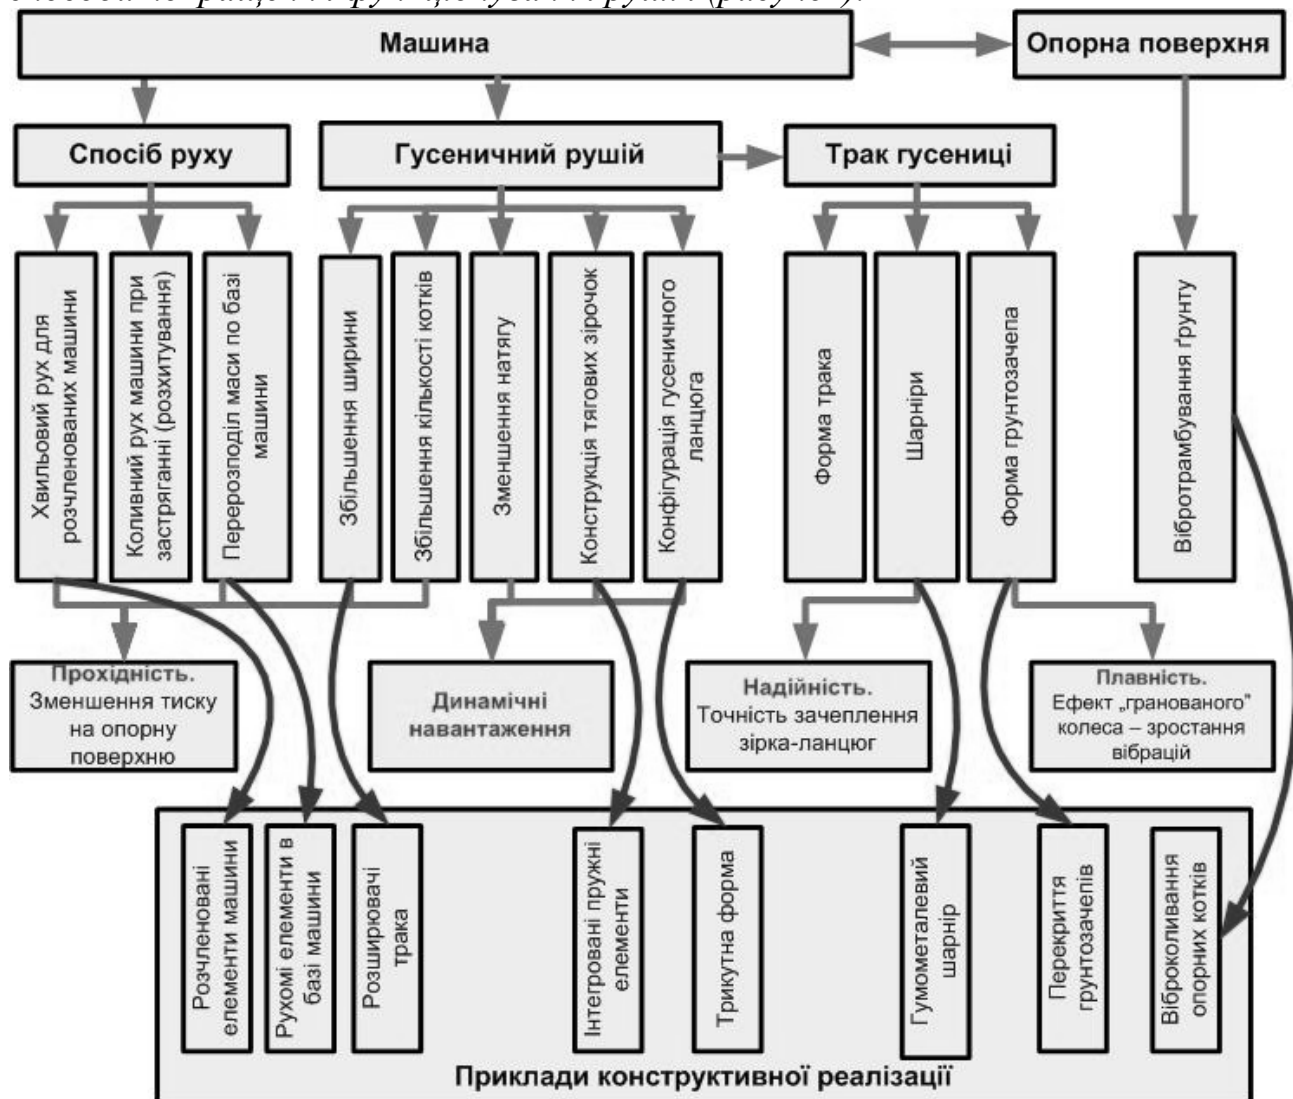 Машина
Опорна поверхня
Спосіб руху
Гусеничний рушій
Трак гусениці
Хвильовий рух для
розчленованих машини
Коливний рух машини при
застряганні (розхитування)
Перерозподіл маси по базі
машини
Збільшення ширини
Збільшення кількості котків
Зменшення натягу
Конструкція тягових зірочок
Конфігурація гусеничного
ланцюга
Форма трака
Шарніри
Форма грунтозачепа
Вібротрамбування ґрунту
Прохідність.
Зменшення тиску
на опорну
поверхню
Динамічні
навантаження
Надійність.
Точність зачеплення
зірка-ланцюг
Плавність.
Ефект „гранованого”
колеса – зростання
вібрацій
Розчленовані
елементи машини
Рухомі елементи в
базі машини
Розширювачі
трака
Інтегровані пружні
елементи
Трикутна форма
Гумометалевий
шарнір
Перекриття
грунтозачепів
Віброколивання
опорних котків
Приклади конструктивної реалізації